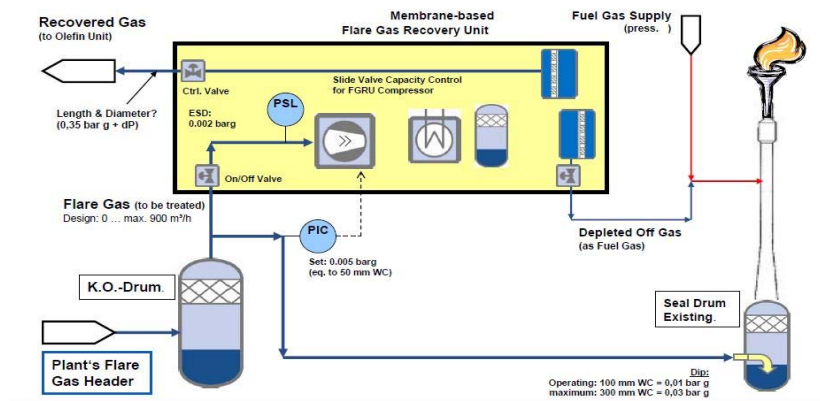 Recovered Gas
(to Olefin Unit)
Membrane-based
Flare Gas Recovery Unit
Fuel Gas Supply
(press.   )
Ctrl. Valve
Slide Valve Capacity Control
for FGRU Compressor
Length & Diameter?
(0,35 bar g + dP)
ESD:
0.002 barg
PSL
On/Off Valve
Flare Gas (to be treated)
Design: 0 ... max. 900 m³/h
PIC
Set: 0.005 barg
(eq. to 50 mm WC)
Depleted Off Gas
(as Fuel Gas)
K.O.-Drum.
Seal Drum
Existing.
Plant's Flare
Gas Header
Dip:
Operating: 100 mm WC = 0,01 bar g
maximum: 300 mm WC = 0,03 bar g